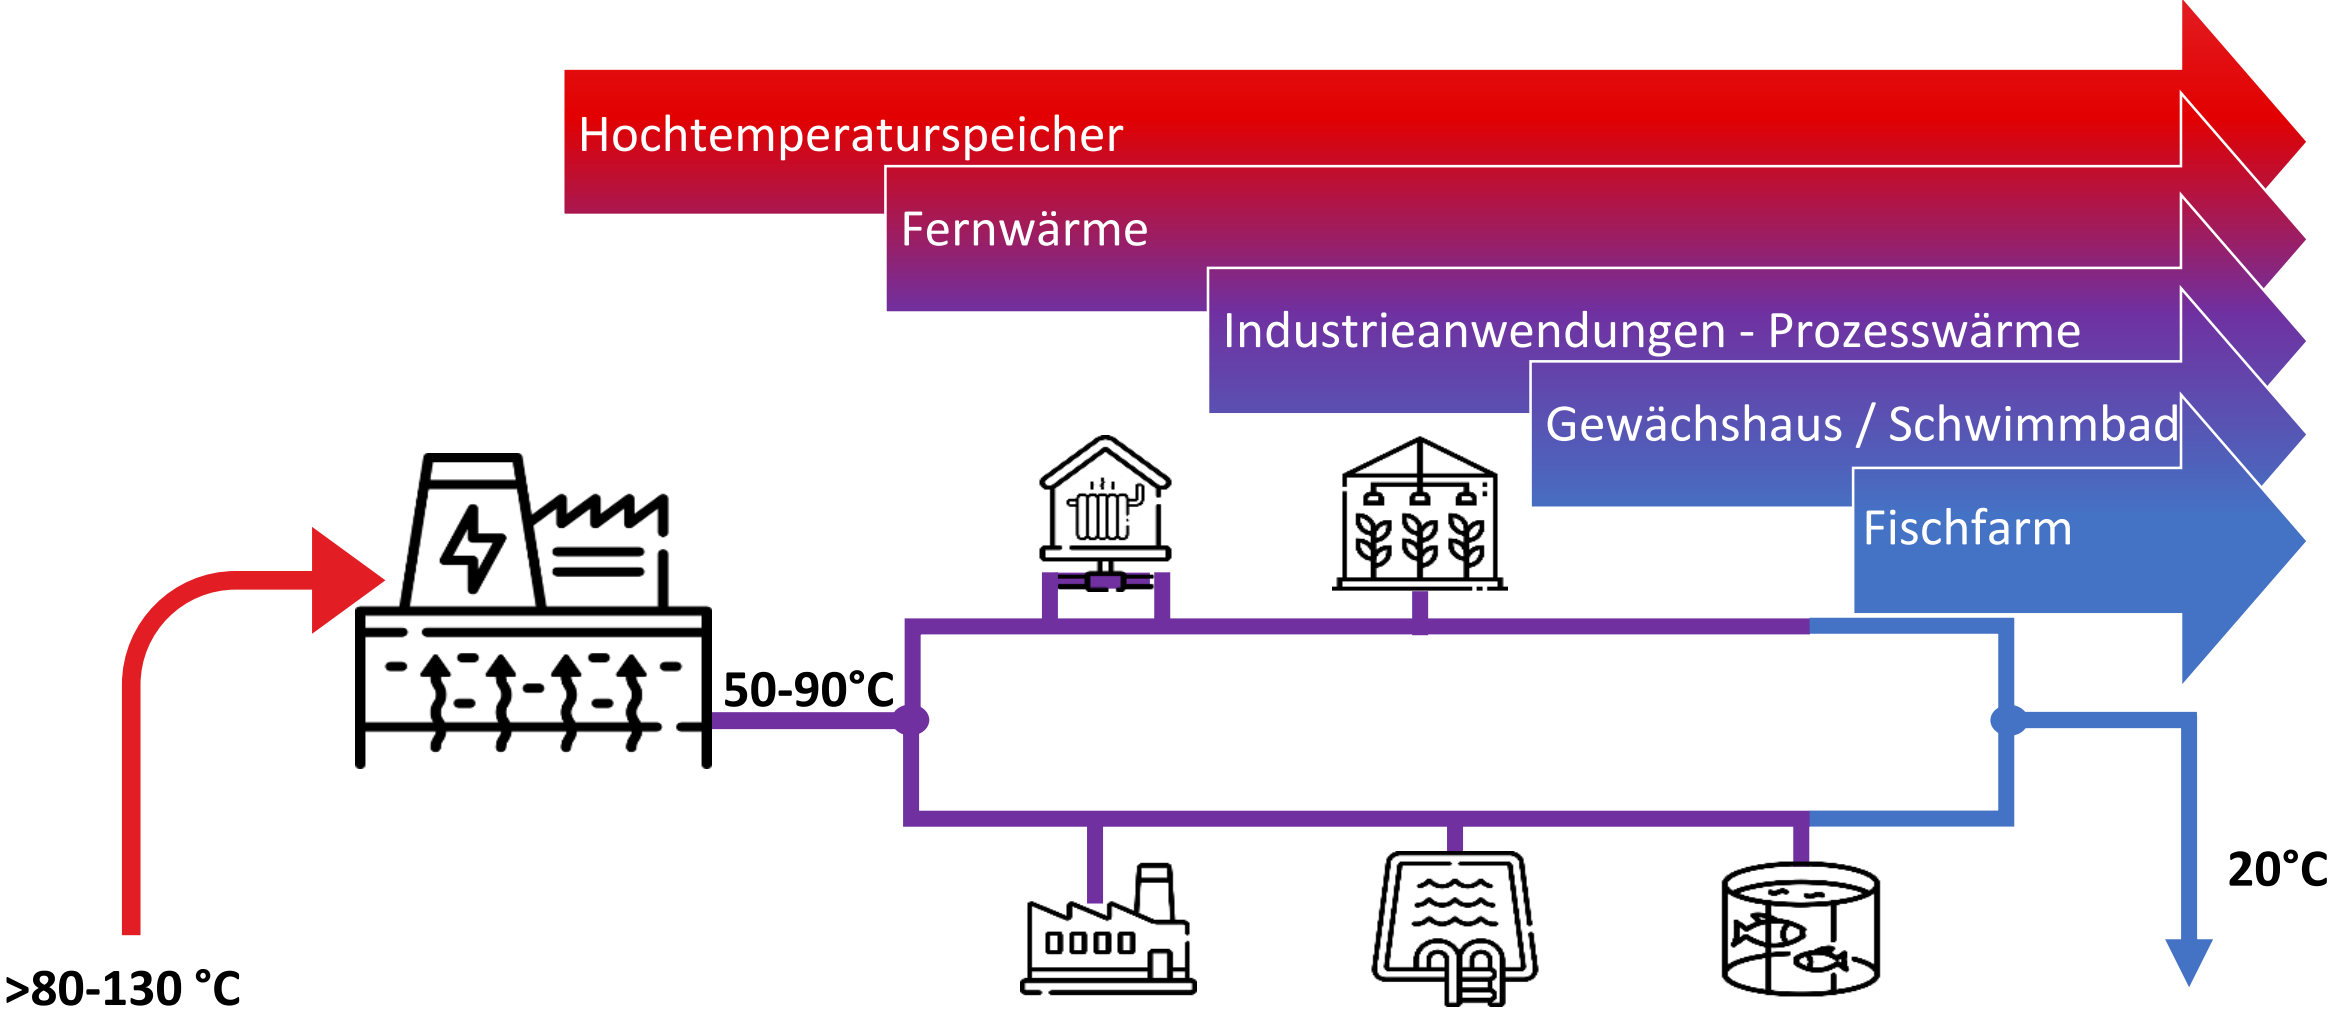 Hochtemperaturspeicher
Fernwärme
Industrieanwendungen - Prozesswärme
Gewächshaus / Schwimmbad
Fischfarm
50-90°C
20°C
>80-130 °C